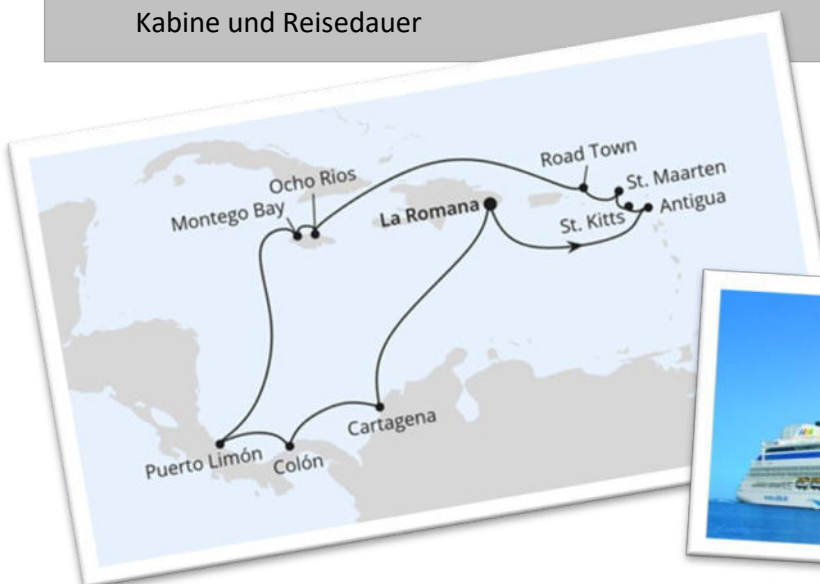 Kabine und Reisedauer
Road Town
Ocho Rios
St. Maarten
Montego Bay
La Romana
St. Kitts
Antigua
Cartagena
Puerto Limón
Colón